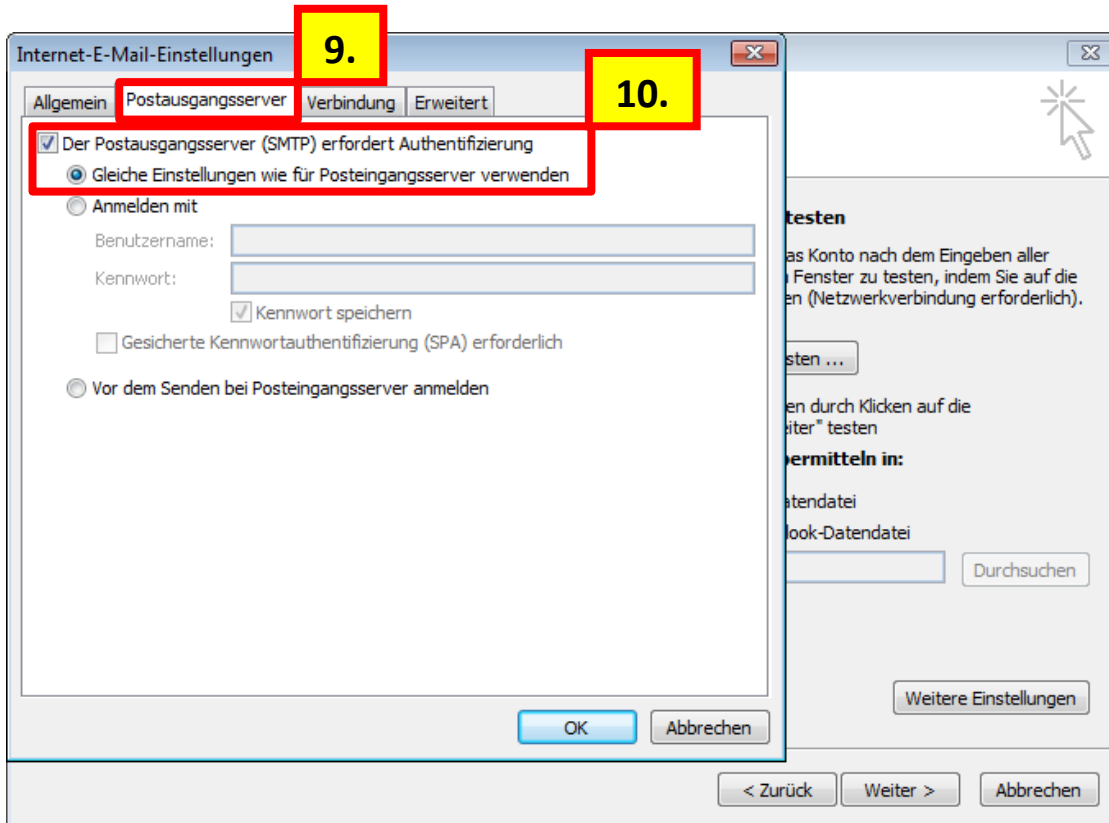 Internet-E-Mail-Einstellungen
9.
10.
Allgemein Postausgangsserver Verbindung Erweitert
Der Postausgangsserver (SMTP) erfordert Authentifizierung
Gleiche Einstellungen wie für Posteingangsserver verwenden
Anmelden mit
Benutzername:
Kennwort:
Kennwort speichern
Gesicherte Kennwortauthentifizierung (SPA) erforderlich
Vor dem Senden bei Posteingangsserver anmelden
OK Abbrechen
testen
as Konto nach dem Eingeben aller
Fenster zu testen, indem Sie auf die
en (Netzwerkverbindung erforderlich).
sten ...
en durch Klicken auf die
eiter" testen
ermitteln in:
atendatei
look-Datendatei
Durchsuchen
Weitere Einstellungen
< Zurück Weiter > Abbrechen